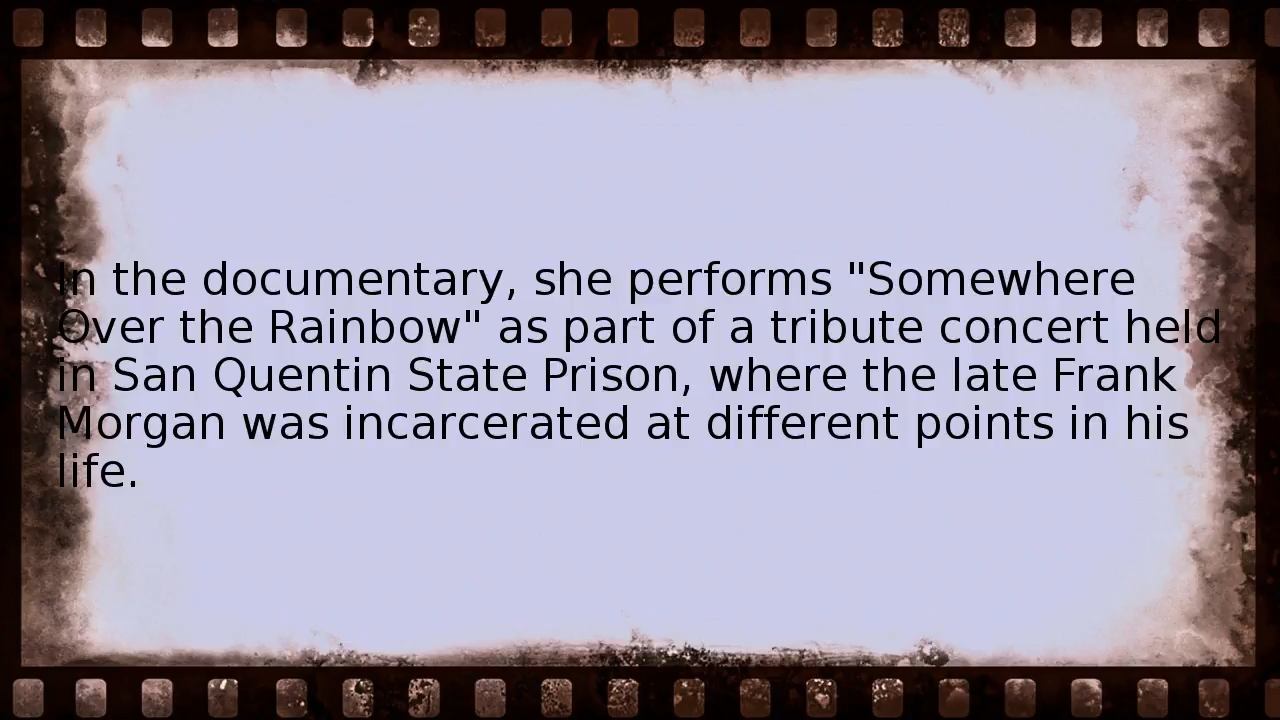 In the documentary, she performs "Somewhere
Over the Rainbow" as part of a tribute concert held
in San Quentin State Prison, where the late Frank
Morgan was incarcerated at different points in his
life.